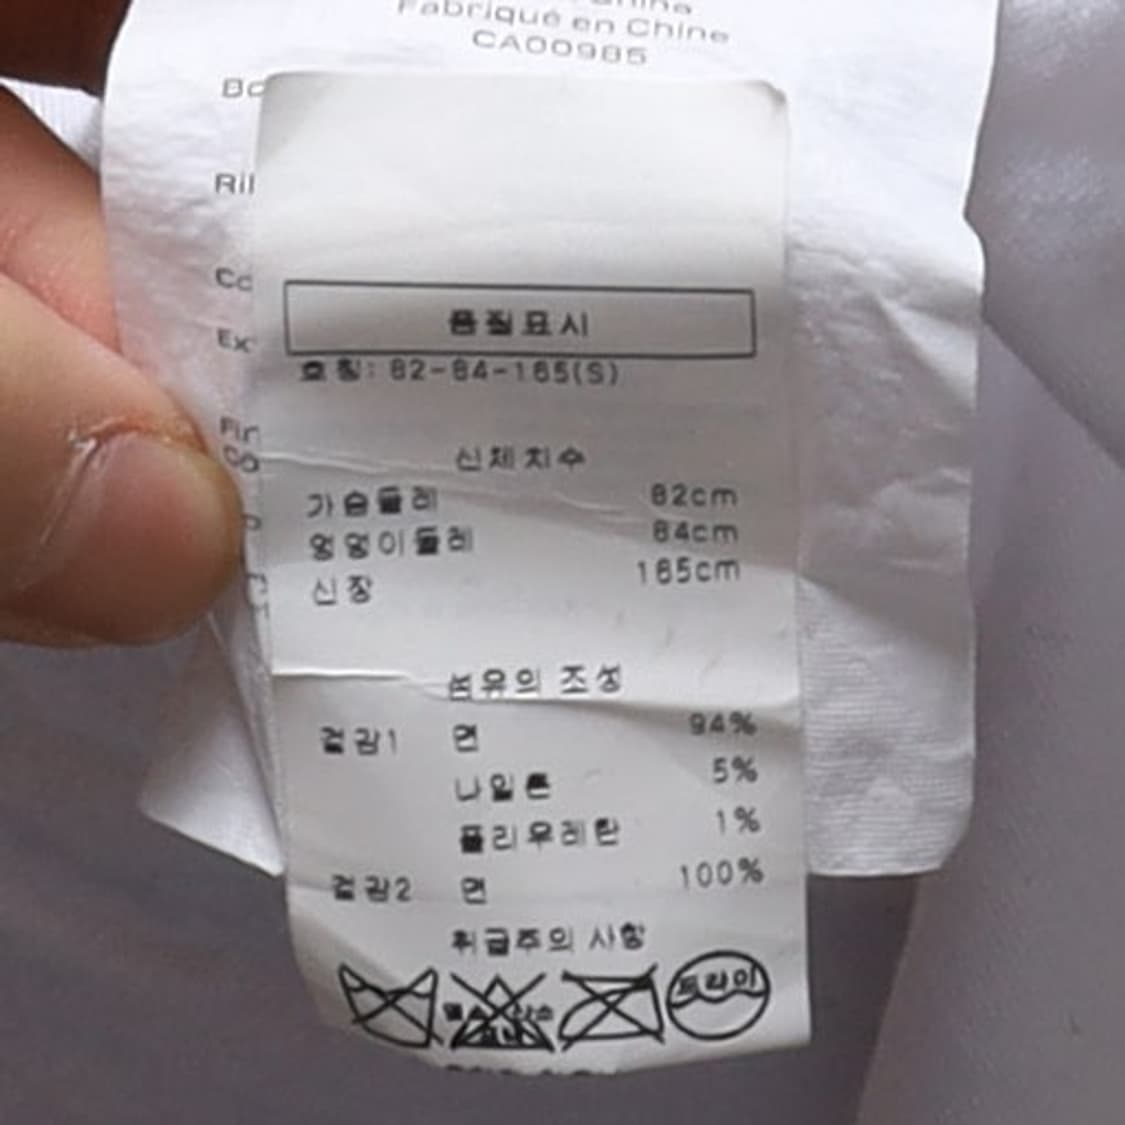 Fabriqué en Chine
CA00985
품질표시
호칭: 82-84-165(S)
신체치수
가슴둘레 82cm
엉덩이둘레 84cm
신장 165cm
섬유의 조성
겉감1 면 94%
나일론 5%
폴리우레탄 1%
겉감2 면 100%
취급주의 사항
드라이